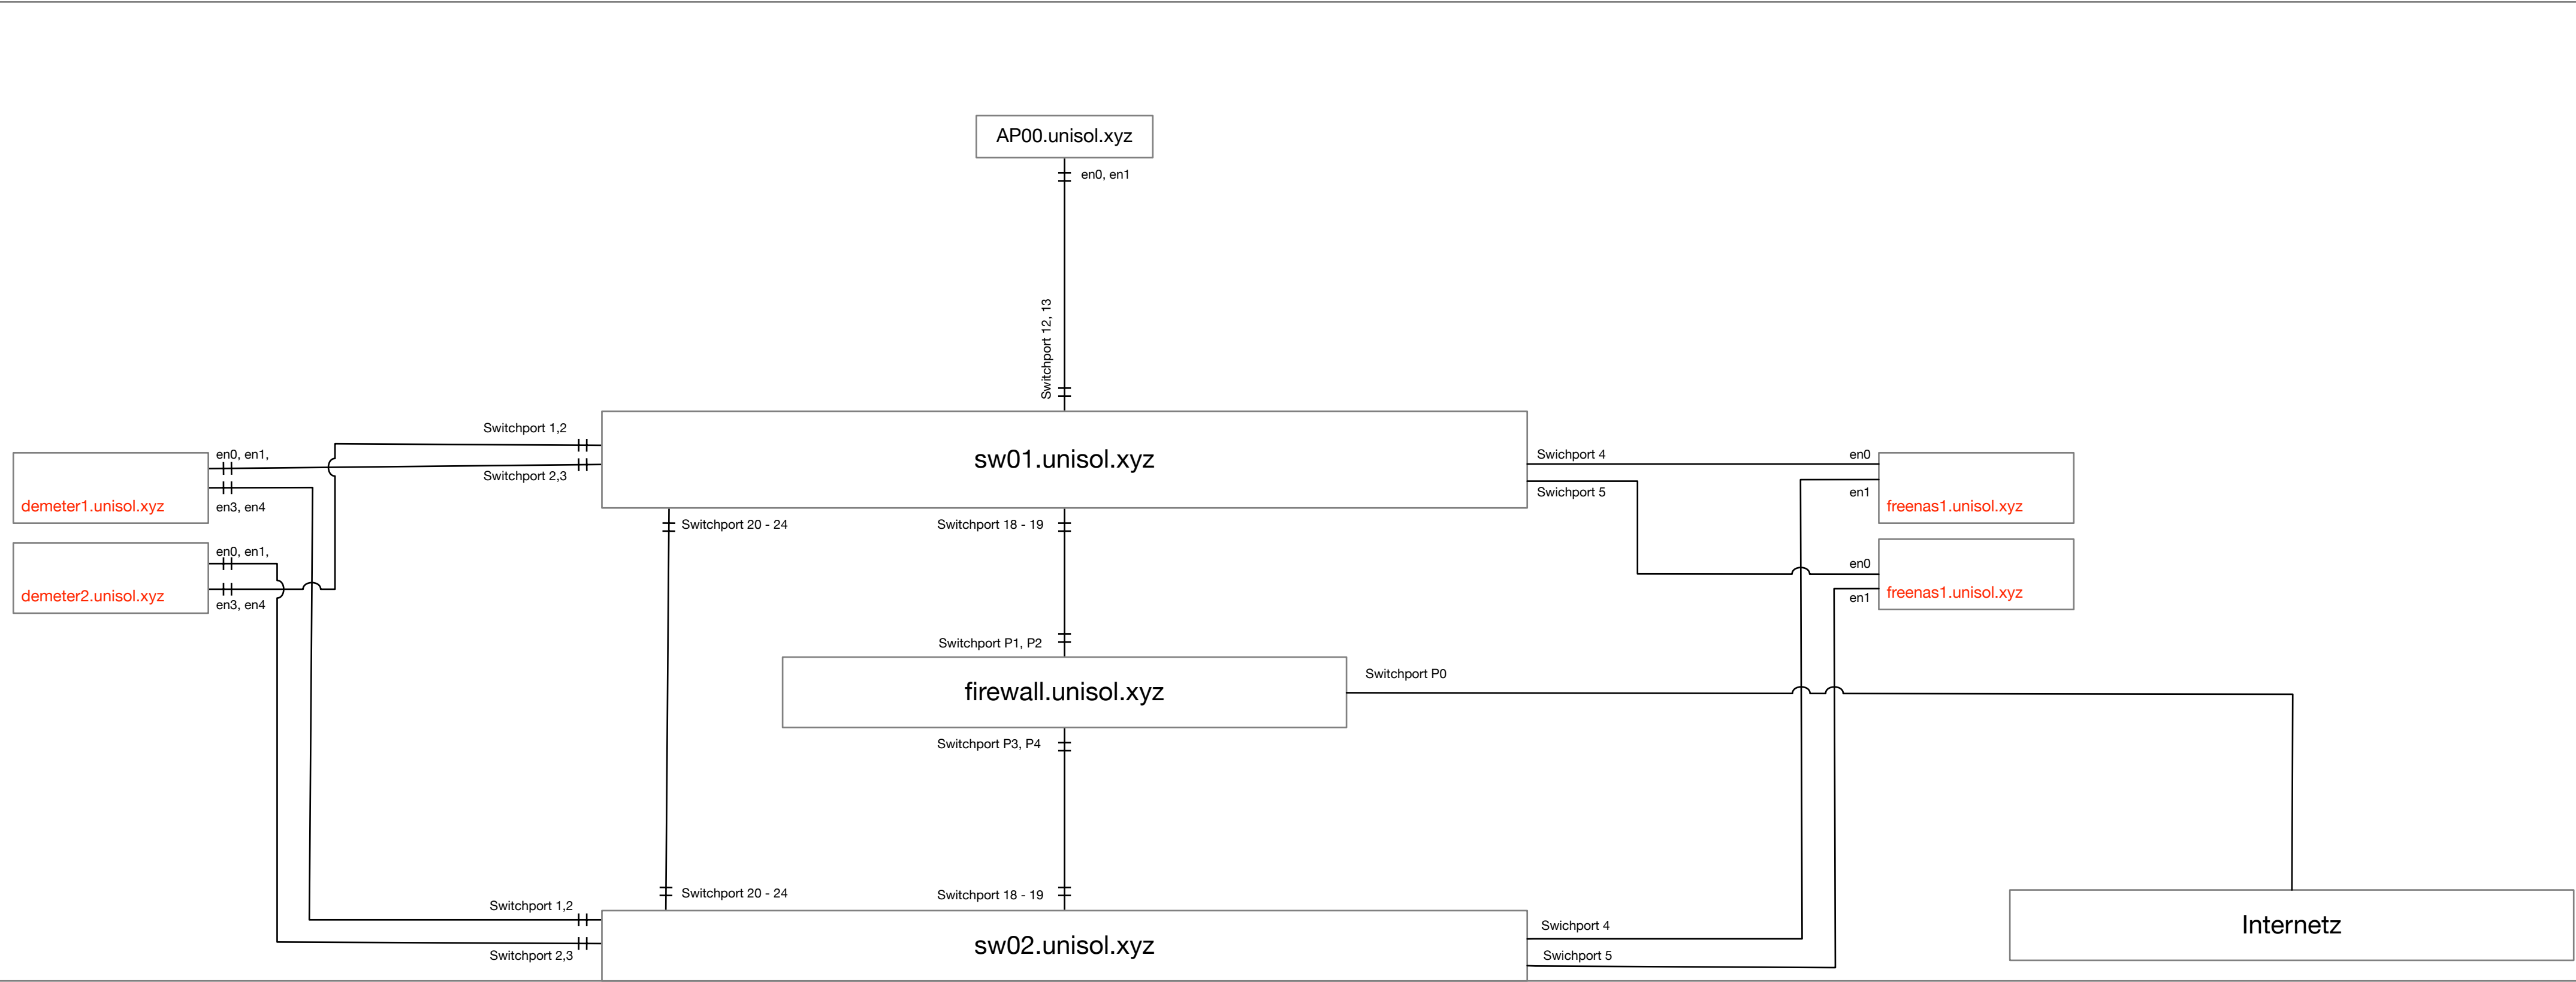 AP00.unisol.xyz
en0, en1
Switchport 12, 13
Switchport 1,2
sw01.unisol.xyz
Switchport 2,3
en0, en1,
demeter1.unisol.xyz
en3, en4
en0, en1,
demeter2.unisol.xyz
en3, en4
Swichport 4
en0
Swichport 5
en1
freenas1.unisol.xyz
en0
freenas1.unisol.xyz
en1
Switchport 20 - 24
Switchport 18 - 19
Switchport P1, P2
firewall.unisol.xyz
Switchport P0
Switchport P3, P4
Switchport 20 - 24
Switchport 18 - 19
Switchport 1,2
sw02.unisol.xyz
Switchport 2,3
Swichport 4
Swichport 5
Internetz